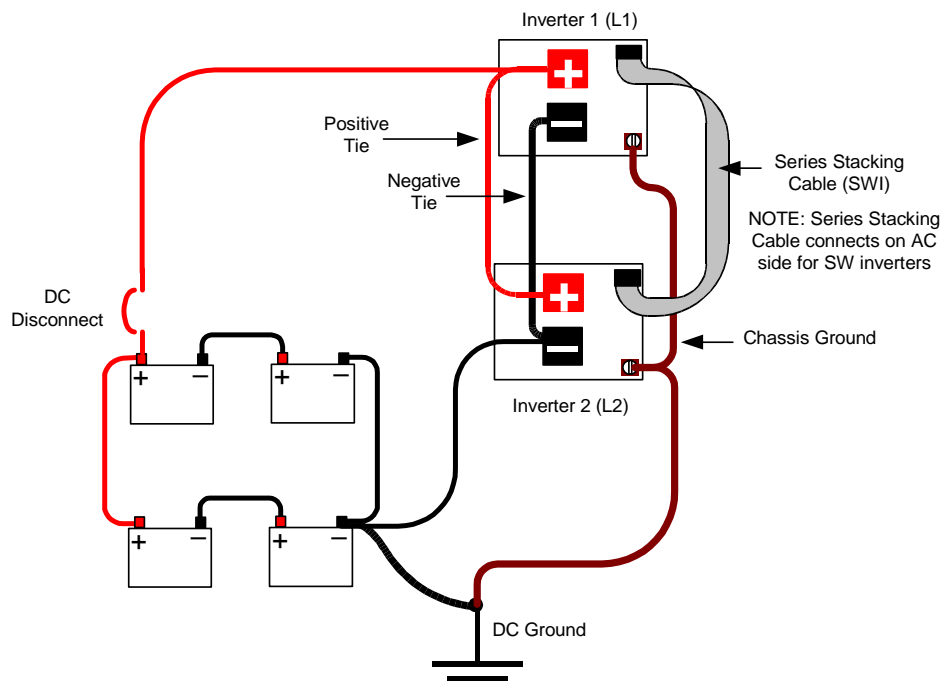 Inverter 1 (L1)
Positive
Tie
Negative
Tie
Series Stacking
Cable (SWI)
NOTE: Series Stacking
Cable connects on AC
side for SW inverters
DC
Disconnect
Chassis Ground
Inverter 2 (L2)
+ − + −
+ − + −
DC Ground